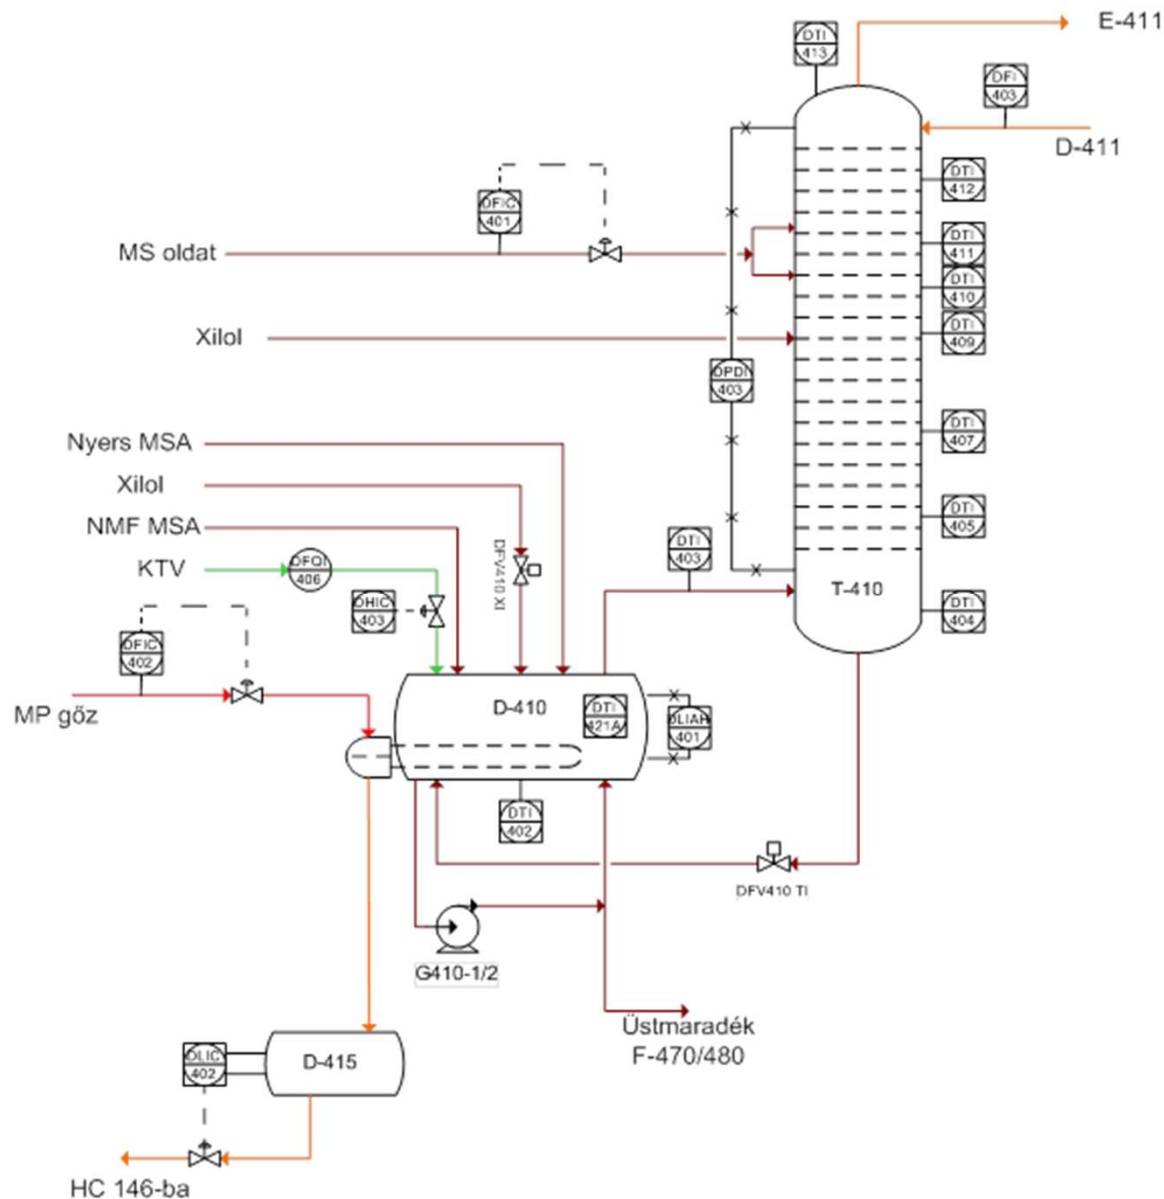 E-411
DTI
413
DFI
403
D-411
DTI
412
DFIC
401
MS oldat
DTI
411
DTI
410
Xilol
DTI
409
DPDI
403
Nyers MSA
DTI
407
Xilol
NMF MSA
DTI
405
KTV
DFQI
406
DFV410 XI
DTI
403
T-410
DHIC
403
DTI
404
DFIC
402
MP gőz
D-410
DTI
421A
DLIAH
401
DTI
402
DFV410 TI
G410-1/2
Üstmaradék
F-470/480
DLIC
402
D-415
HC 146-ba